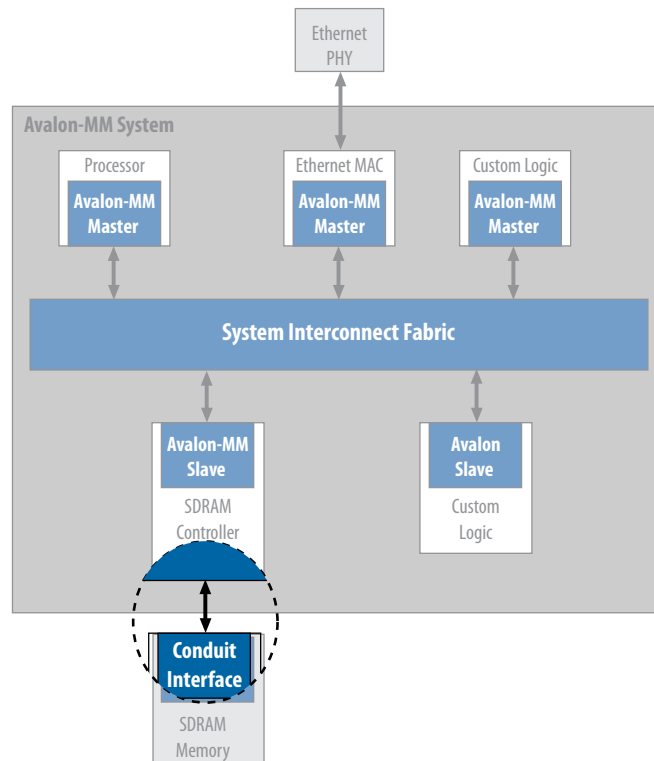 Ethernet
PHY
Avalon-MM System
Processor
Avalon-MM
Master
Ethernet MAC
Avalon-MM
Master
Custom Logic
Avalon-MM
Master
System Interconnect Fabric
Avalon-MM
Slave
SDRAM
Controller
Avalon
Slave
Custom
Logic
Conduit
Interface
SDRAM
Memory